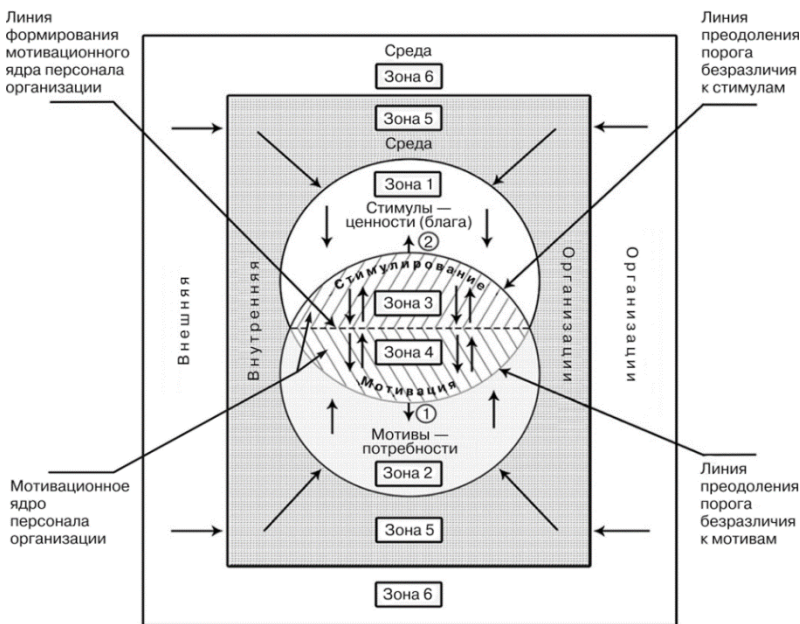 Линия
формирования
мотивационного
ядра персонала
организации
Линия
преодоления
порога
безразличия
к стимулам
Среда
Зона 6
Зона 5
Среда
Зона 1
Стимулы —
ценности (блага)
2
Стимулирование
Зона 3
Зона 4
Мотивация
1
Мотивы —
потребности
Зона 2
Зона 5
Зона 6
Внешняя
Внутренняя
Организации
Организации
Мотивационное
ядро
персонала
организации
Линия
преодоления
порога
безразличия
к мотивам